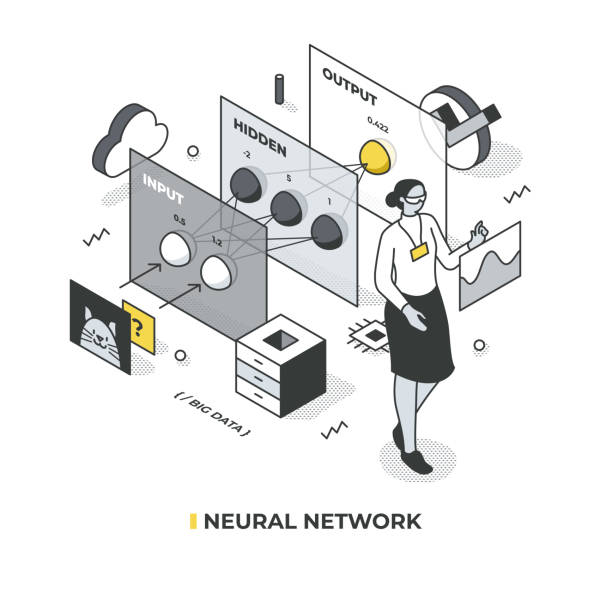 OUTPUT
0.422
HIDDEN
-2
5
1
INPUT
0.5
1.2
?
{/ BIG DATA}
NEURAL NETWORK